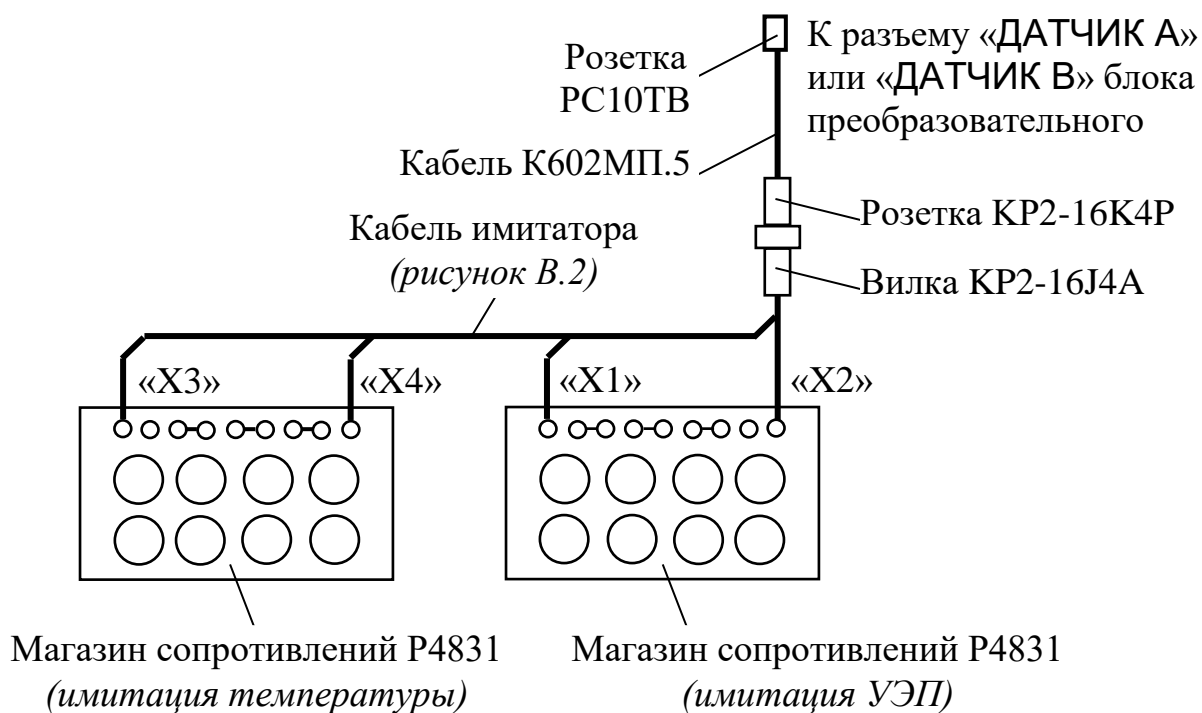 К разъему «ДАТЧИК А»
или «ДАТЧИК В» блока
преобразовательного
Розетка
РС10ТВ
Кабель К602МП.5
Розетка KP2-16K4P
Кабель имитатора
(рисунок В.2)
Вилка KP2-16J4A
«X3»
«X4»
«X1»
«X2»
Магазин сопротивлений Р4831
(имитация температуры)
Магазин сопротивлений Р4831
(имитация УЭП)